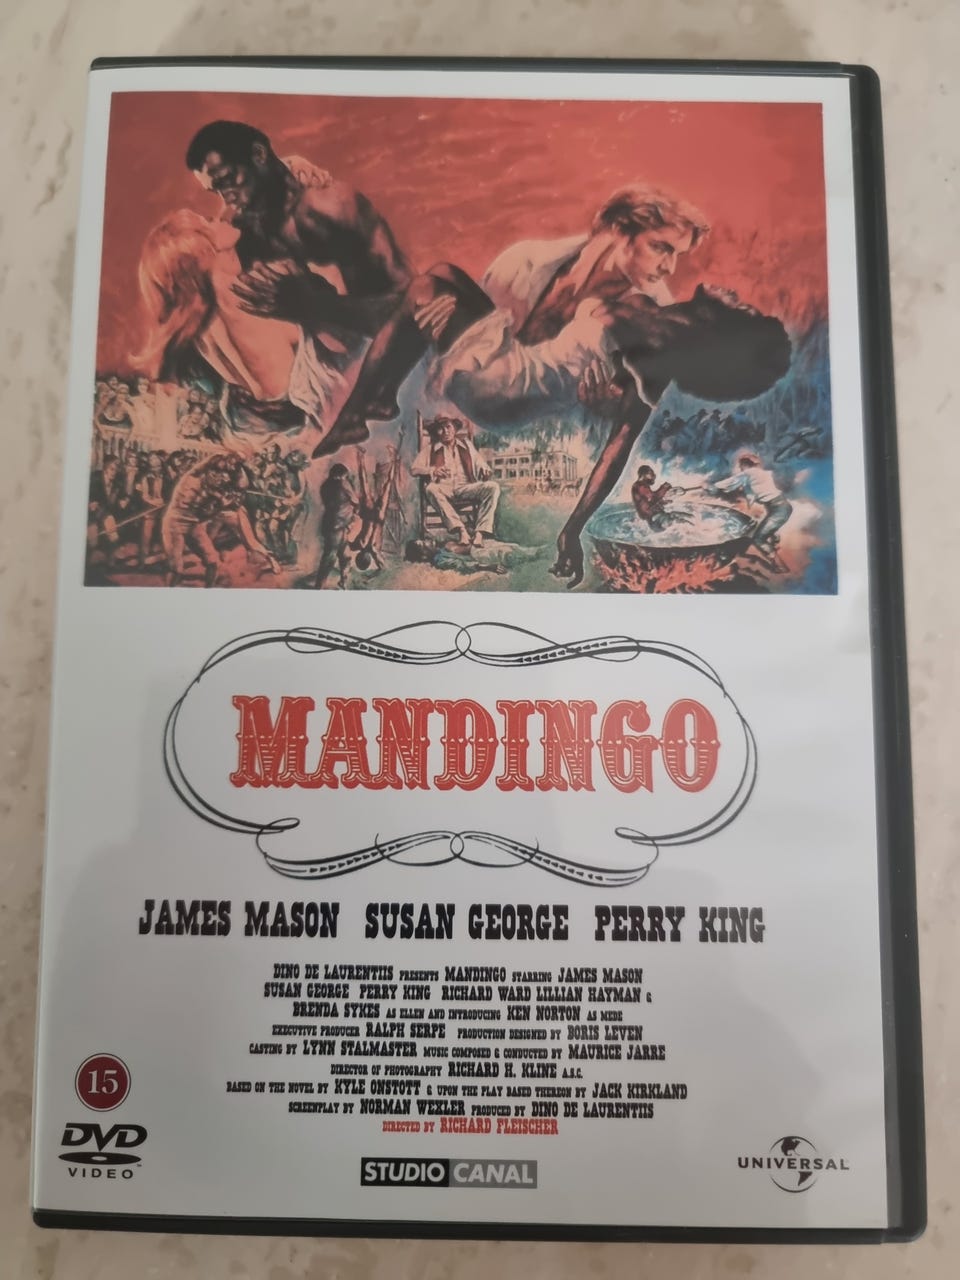 MANDINGO
JAMES MASON SUSAN GEORGE PERRY KING
DINO DE LAURENTIIS PRESENTS MANDINGO STARRING JAMES MASON
SUSAN GEORGE PERRY KING RICHARD WARD LILLIAN HAYMAN &
BRENDA SYKES AS ELLEN AND INTRODUCING KEN NORTON AS MEDE
EXECUTIVE PRODUCER RALPH SERPE PRODUCTION DESIGNED BY BORIS LEVEN
CASTING BY LYNN STALMASTER MUSIC COMPOSED & CONDUCTED BY MAURICE JARRE
DIRECTOR OF PHOTOGRAPHY RICHARD H. KLINE A.S.C.
BASED ON THE NOVEL BY KYLE ONSTOTT & UPON THE PLAY BASED THEREON BY JACK KIRKLAND
SCREENPLAY BY NORMAN WEXLER PRODUCED BY DINO DE LAURENTIIS
DIRECTED BY RICHARD FLEISCHER
15
DVD
VIDEO™
STUDIO CANAL
UNIVERSAL